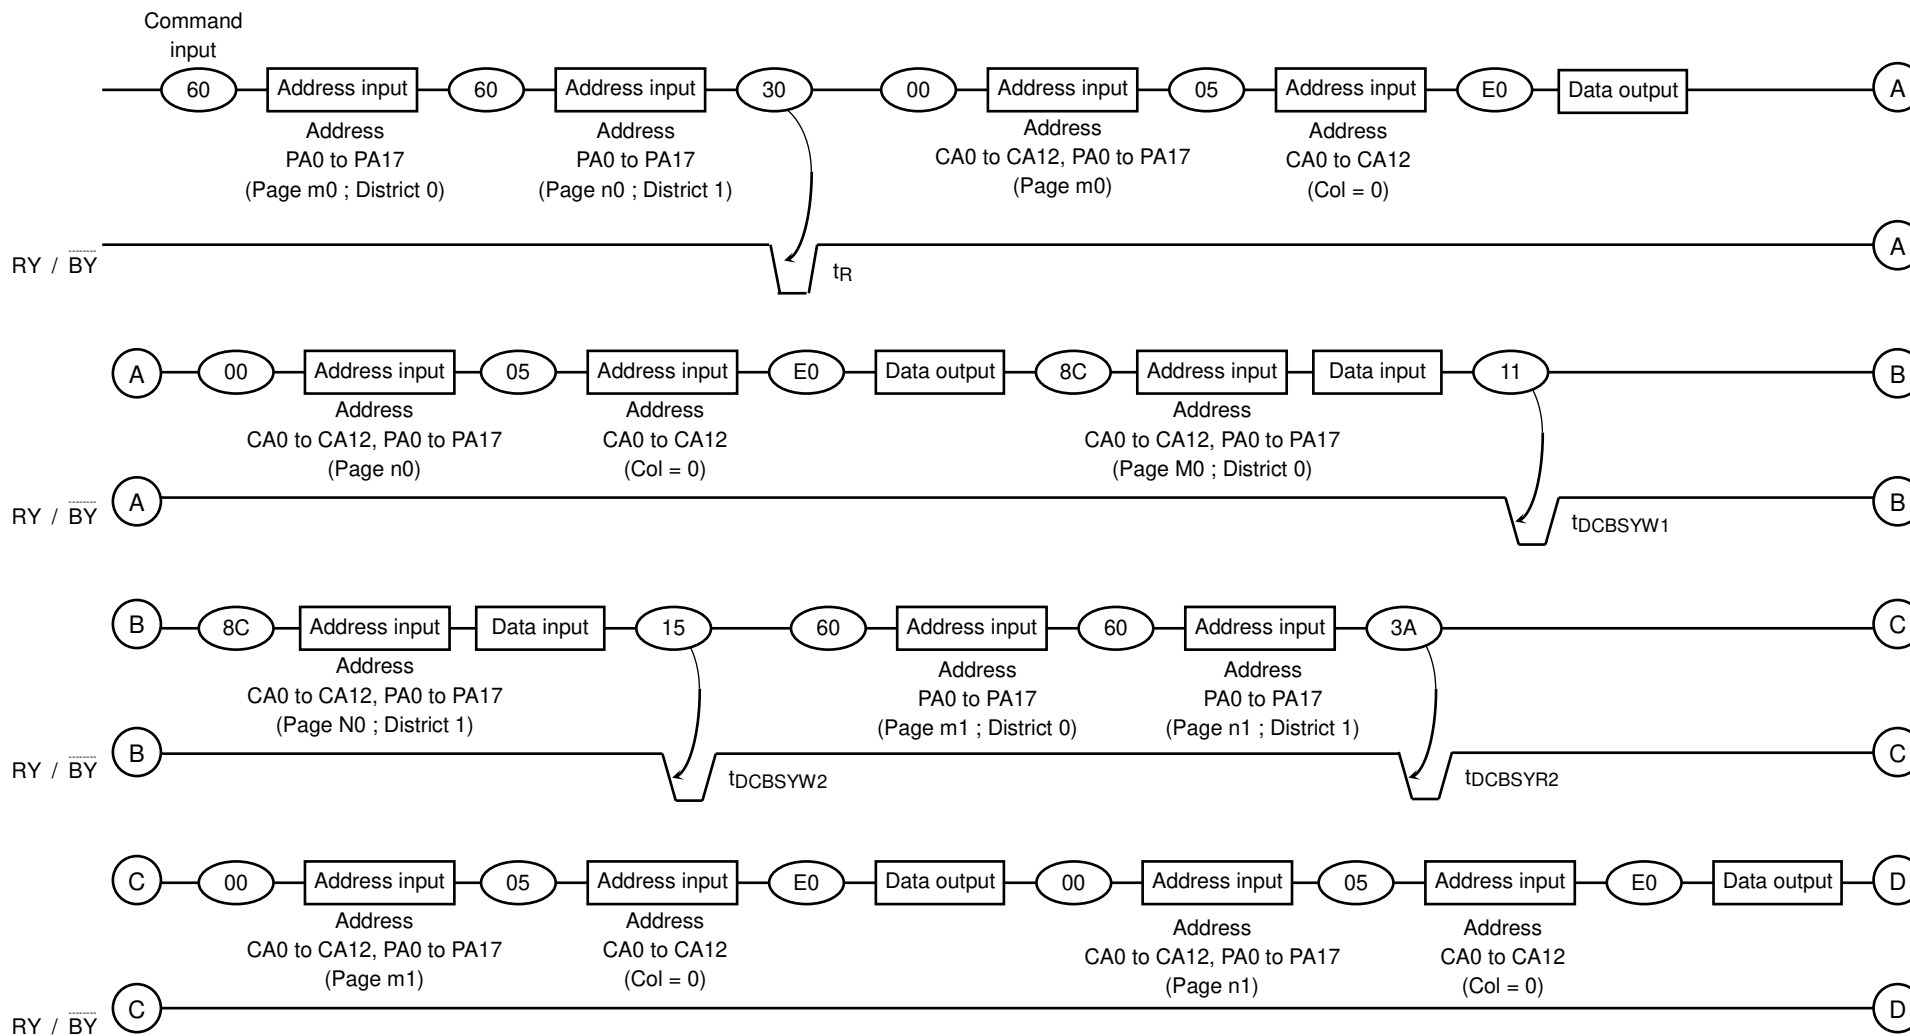 Command
input
60 Address input 60 Address input 30 00 Address input 05 Address input E0 Data output A
Address
PA0 to PA17
(Page m0 ; District 0)
Address
PA0 to PA17
(Page n0 ; District 1)
Address
CA0 to CA12, PA0 to PA17
(Page m0)
Address
CA0 to CA12
(Col = 0)
RY / BY tR A
A 00 Address input 05 Address input E0 Data output 8C Address input Data input 11 B
Address
CA0 to CA12, PA0 to PA17
(Page n0)
Address
CA0 to CA12
(Col = 0)
Address
CA0 to CA12, PA0 to PA17
(Page M0 ; District 0)
RY / BY A tDCBSYW1 B
B 8C Address input Data input 15 60 Address input 60 Address input 3A C
Address
CA0 to CA12, PA0 to PA17
(Page N0 ; District 1)
Address
PA0 to PA17
(Page m1 ; District 0)
Address
PA0 to PA17
(Page n1 ; District 1)
RY / BY B tDCBSYW2 tDCBSYR2 C
C 00 Address input 05 Address input E0 Data output 00 Address input 05 Address input E0 Data output D
Address
CA0 to CA12, PA0 to PA17
(Page m1)
Address
CA0 to CA12
(Col = 0)
Address
CA0 to CA12, PA0 to PA17
(Page n1)
Address
CA0 to CA12
(Col = 0)
RY / BY C D